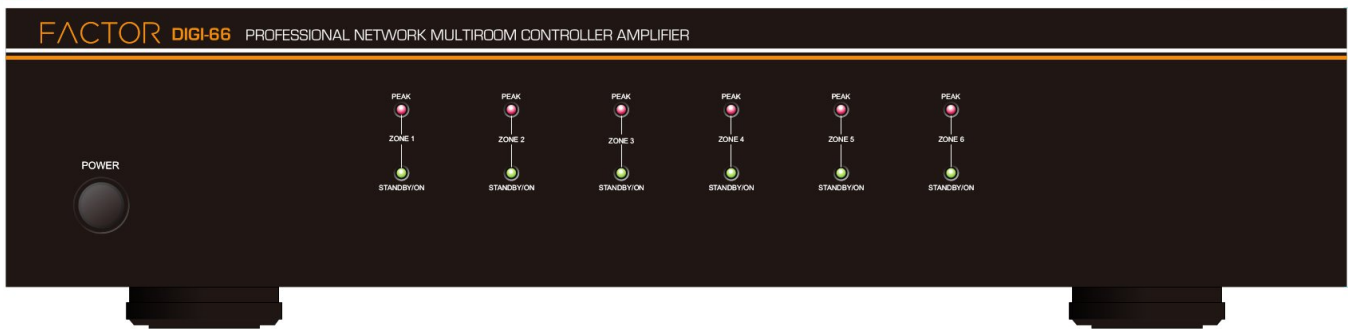 FACTOR DIGI-66 PROFESSIONAL NETWORK MULTIROOM CONTROLLER AMPLIFIER
PEAK PEAK PEAK PEAK PEAK PEAK
ZONE 1 ZONE 2 ZONE 3 ZONE 4 ZONE 5 ZONE 6
POWER
STANDBY/ON STANDBY/ON STANDBY/ON STANDBY/ON STANDBY/ON STANDBY/ON